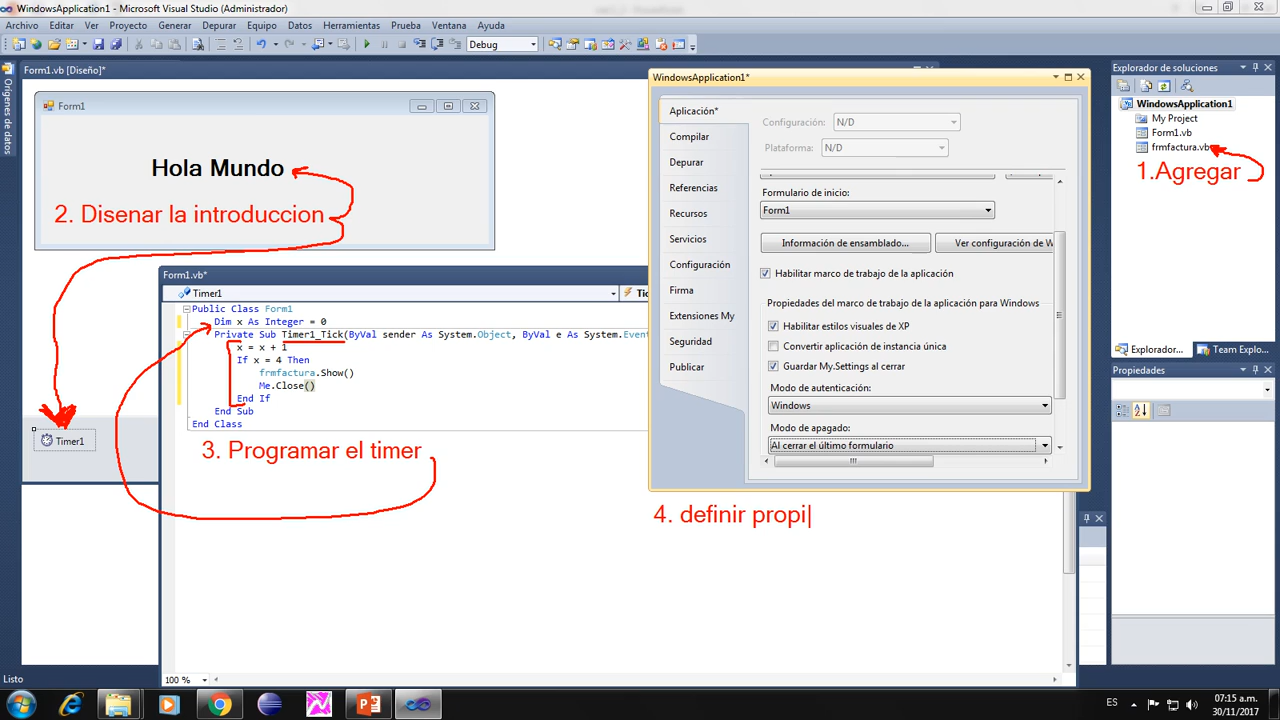 WindowsApplication1 - Microsoft Visual Studio (Administrador)
Archivo Editar Ver Proyecto Generar Depurar Equipo Datos Herramientas Prueba Ventana Ayuda
Debug
Orígenes de datos
Form1.vb [Diseño]*
Form1
Hola Mundo
2. Disenar la introduccion
Timer1
Form1.vb*
Timer1
Tic
Public Class Form1
Dim x As Integer = 0
Private Sub Timer1_Tick(ByVal sender As System.Object, ByVal e As System.Event
x = x + 1
If x = 4 Then
frmfactura.Show()
Me.Close()
End If
End Sub
End Class
3. Programar el timer
100 %
WindowsApplication1*
Aplicación*
Compilar
Depurar
Referencias
Recursos
Servicios
Configuración
Firma
Extensiones My
Seguridad
Publicar
Configuración: N/D
Plataforma: N/D
Formulario de inicio:
Form1
Información de ensamblado... Ver configuración de W
Habilitar marco de trabajo de la aplicación
Propiedades del marco de trabajo de la aplicación para Windows
Habilitar estilos visuales de XP
Convertir aplicación de instancia única
Guardar My.Settings al cerrar
Modo de autenticación:
Windows
Modo de apagado:
Al cerrar el último formulario
4. definir propi
Explorador de soluciones
WindowsApplication1
My Project
Form1.vb
frmfactura.vb
1.Agregar
Explorador... Team Explo...
Propiedades
Listo
ES
07:15 a.m.
30/11/2017